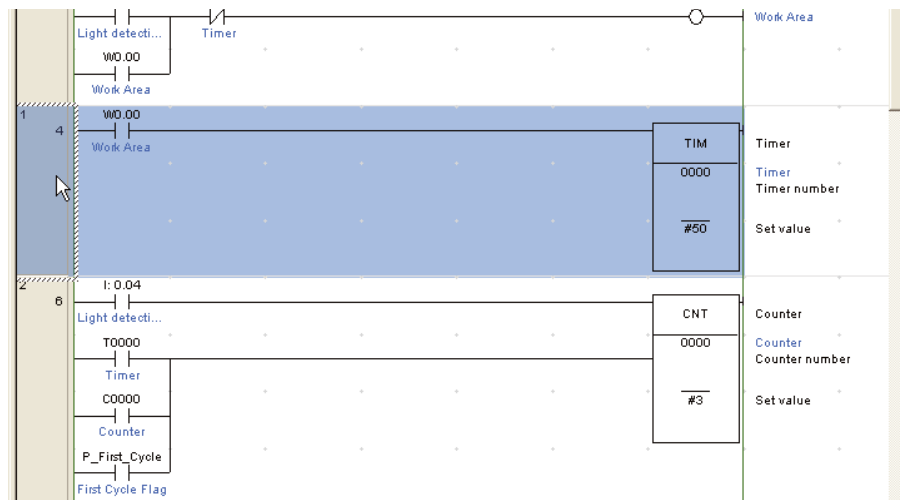 Light detecti... Timer Work Area
W0.00
Work Area
1 W0.00
4
Work Area TIM Timer
0000 Timer
Timer number
#50 Set value
2 I: 0.04
6
Light detecti... CNT Counter
T0000 0000 Counter
Counter number
Timer
C0000 #3 Set value
Counter
P_First_Cycle
First Cycle Flag